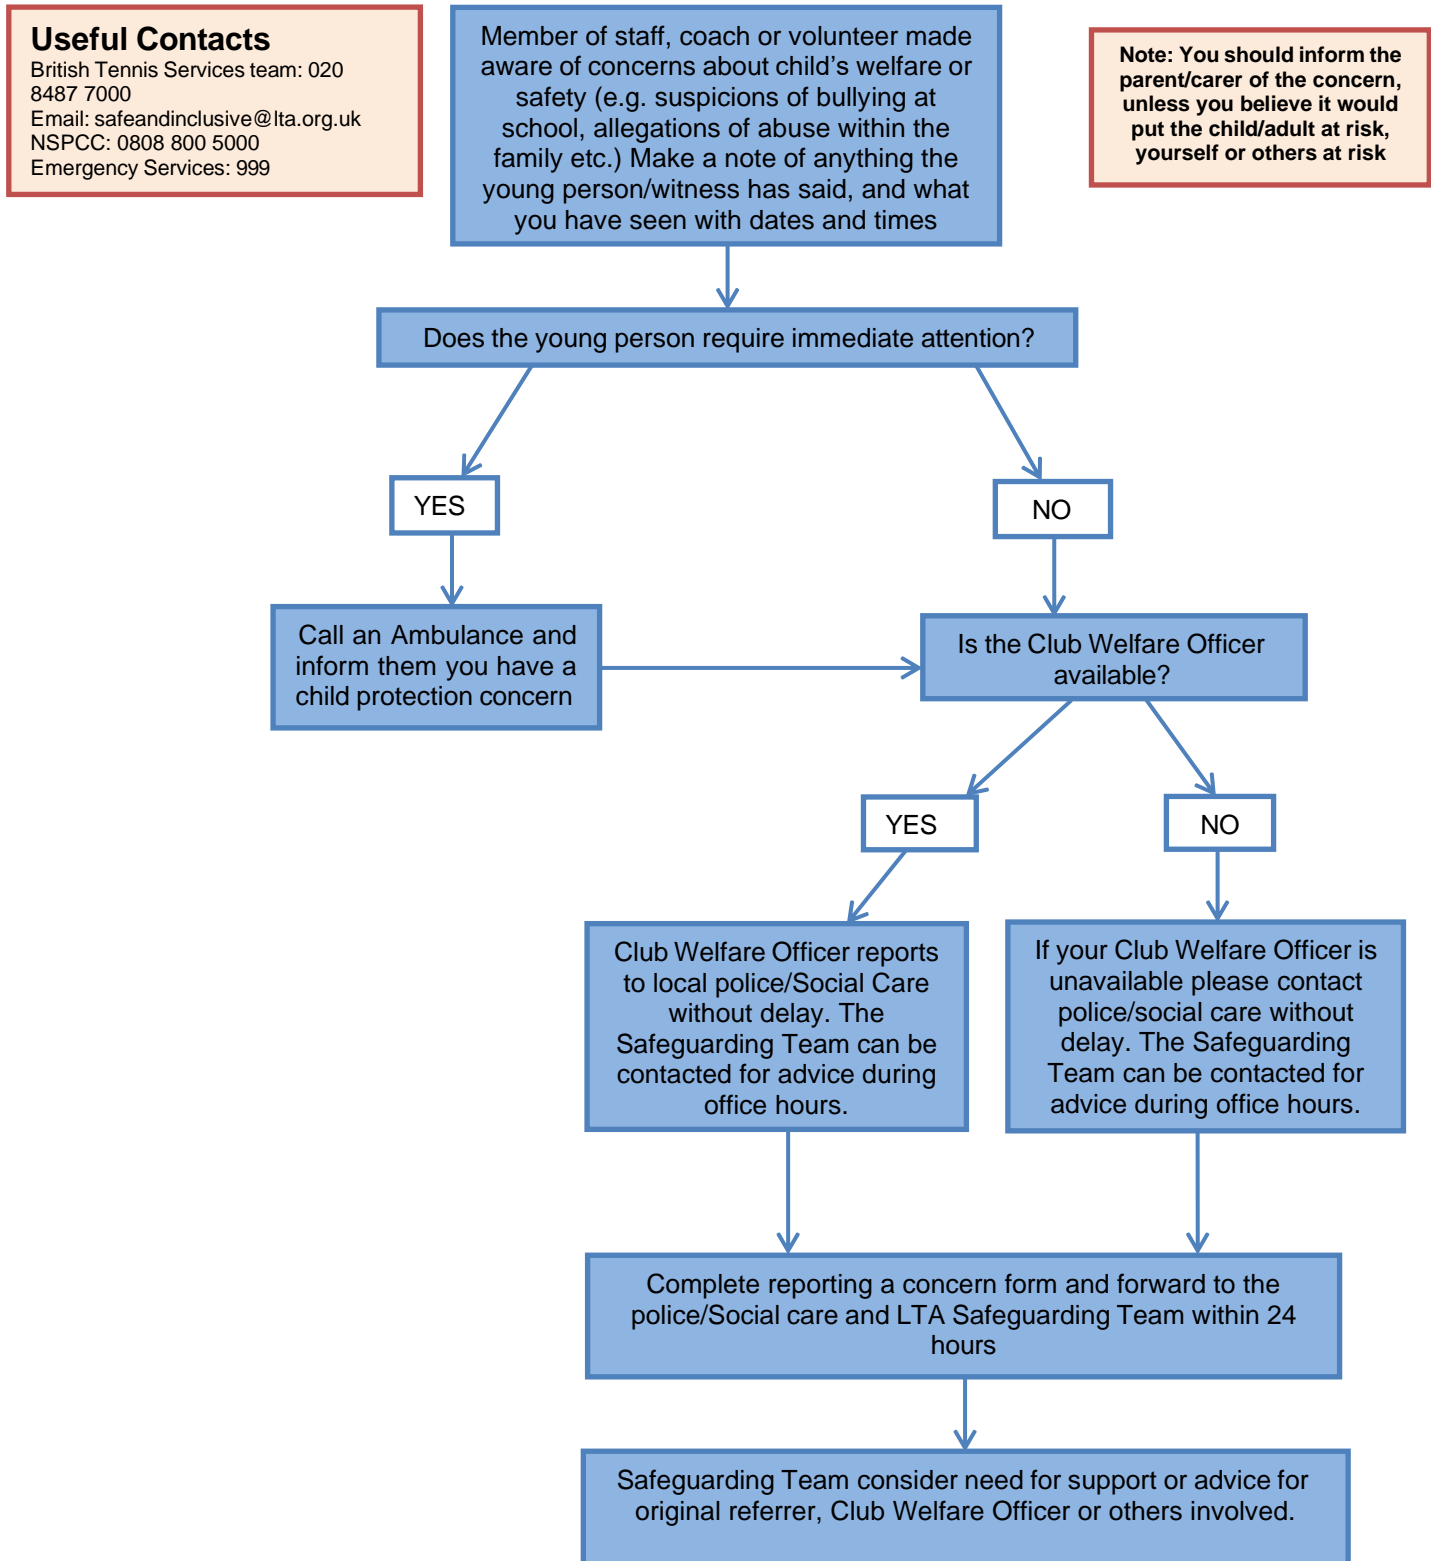 Useful Contacts
British Tennis Services team: 020
8487 7000
Email: safeandinclusive@lta.org.uk
NSPCC: 0808 800 5000
Emergency Services: 999
Member of staff, coach or volunteer made
aware of concerns about child's welfare or
safety (e.g. suspicions of bullying at
school, allegations of abuse within the
family etc.) Make a note of anything the
young person/witness has said, and what
you have seen with dates and times
Note: You should inform the
parent/carer of the concern,
unless you believe it would
put the child/adult at risk,
yourself or others at risk
Does the young person require immediate attention?
YES
NO
Call an Ambulance and
inform them you have a
child protection concern
Is the Club Welfare Officer
available?
YES
NO
Club Welfare Officer reports
to local police/Social Care
without delay. The
Safeguarding Team can be
contacted for advice during
office hours.
If your Club Welfare Officer is
unavailable please contact
police/social care without
delay. The Safeguarding
Team can be contacted for
advice during office hours.
Complete reporting a concern form and forward to the
police/Social care and LTA Safeguarding Team within 24
hours
Safeguarding Team consider need for support or advice for
original referrer, Club Welfare Officer or others involved.